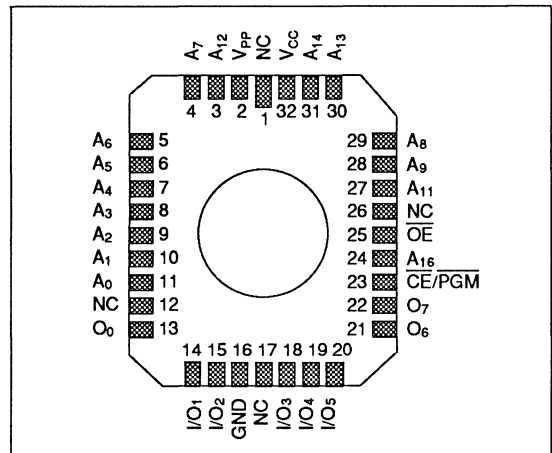 A7 A12 VPP NC VCC A14 A13
4 3 2 1 32 31 30
A6 5 29 A8
A5 6 28 A9
A4 7 27 A11
A3 8 26 NC
A2 9 25 OE
A1 10 24 A16
A0 11 23 CE/PGM
NC 12 22 O7
O0 13 21 O6
14 15 16 17 18 19 20
I/O1 I/O2 GND NC I/O3 I/O4 I/O5